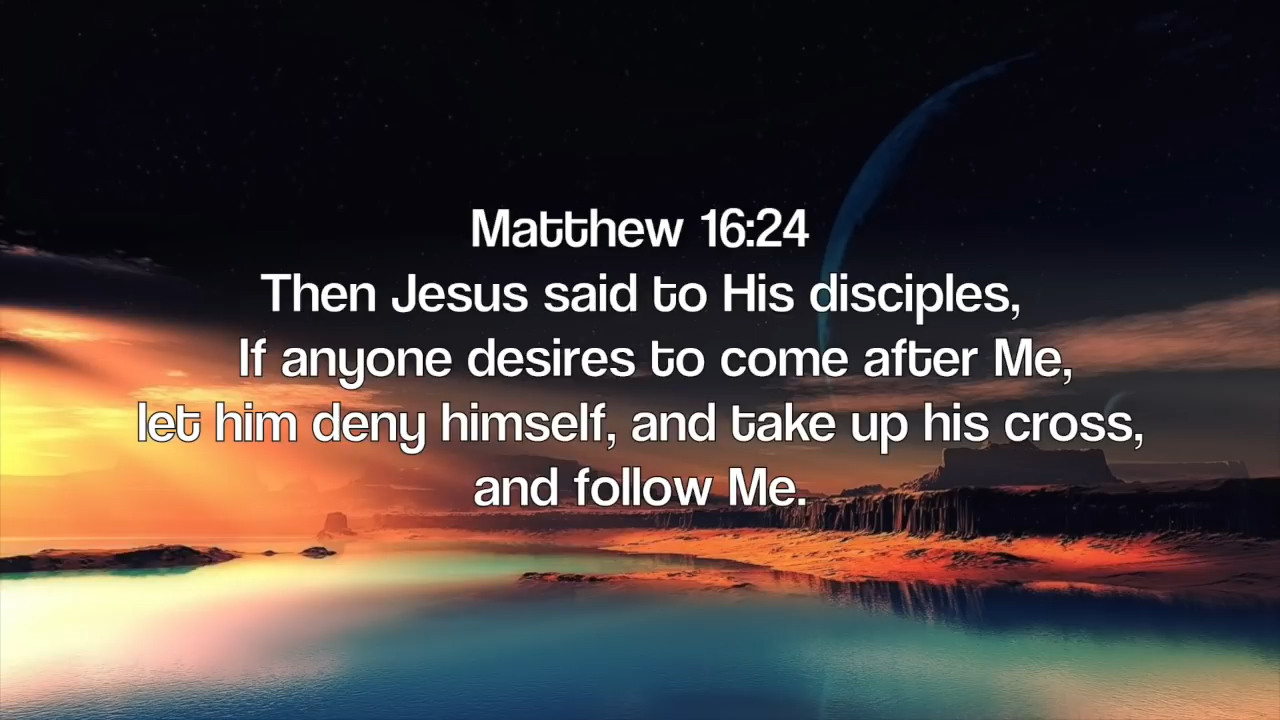 Matthew 16:24
Then Jesus said to His disciples,
If anyone desires to come after Me,
let him deny himself, and take up his cross,
and follow Me.